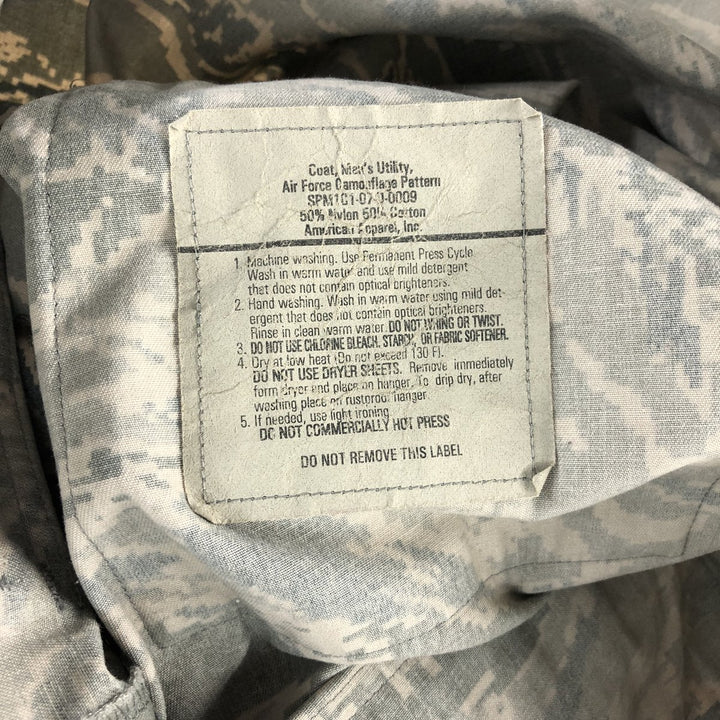 Coat, Men's Utility,
Air Force Camouflage Pattern
SPM1C1-07-D-0009
50% Nylon 50% Cotton
American Apparel, Inc.
1. Machine washing. Use Permanent Press Cycle
Wash in warm water and use mild detergent
that does not contain optical brighteners.
2. Hand washing. Wash in warm water using mild det-
ergent that does not contain optical brighteners.
Rinse in clean warm water. DO NOT WRING OR TWIST.
3. DO NOT USE CHLORINE BLEACH, STARCH, OR FABRIC SOFTENER.
4. Dry at low heat (Do not exceed 130 F).
DO NOT USE DRYER SHEETS. Remove immediately
form dryer and place on hanger. To drip dry, after
washing place on rustproof hanger
5. If needed, use light ironing
DO NOT COMMERCIALLY HOT PRESS
DO NOT REMOVE THIS LABEL